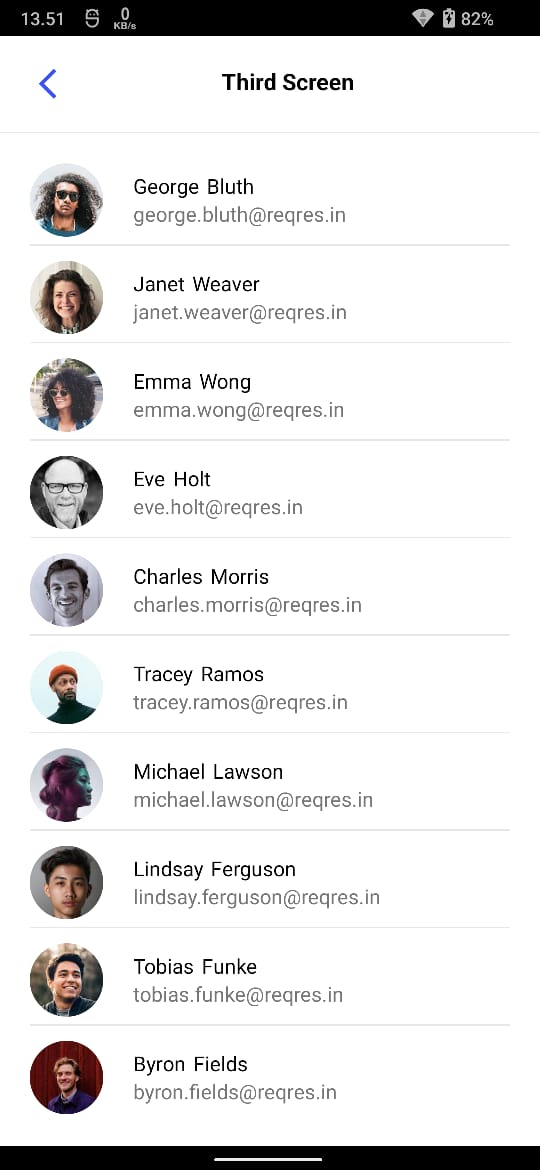 13.51 0 KB/s 82%
Third Screen
George Bluth
george.bluth@reqres.in
Janet Weaver
janet.weaver@reqres.in
Emma Wong
emma.wong@reqres.in
Eve Holt
eve.holt@reqres.in
Charles Morris
charles.morris@reqres.in
Tracey Ramos
tracey.ramos@reqres.in
Michael Lawson
michael.lawson@reqres.in
Lindsay Ferguson
lindsay.ferguson@reqres.in
Tobias Funke
tobias.funke@reqres.in
Byron Fields
byron.fields@reqres.in